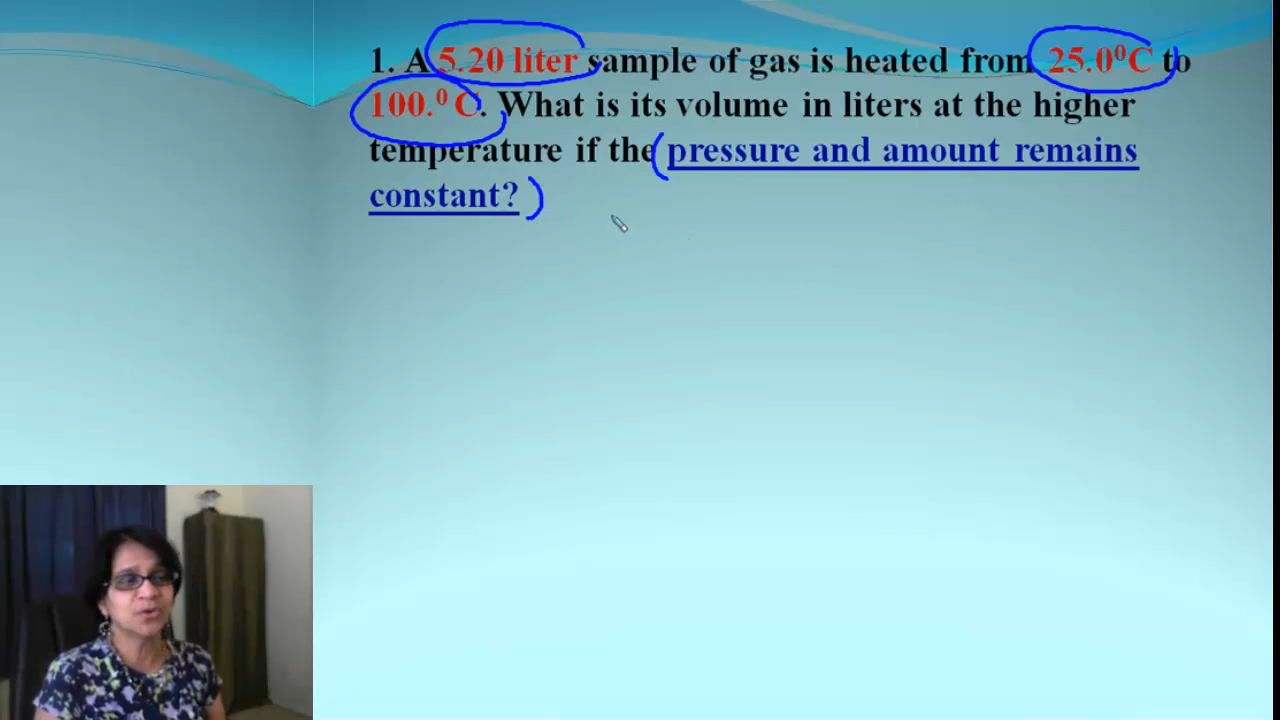 1. A 5.20 liter sample of gas is heated from 25.0⁰C to
100.⁰ C. What is its volume in liters at the higher
temperature if the (pressure and amount remains
constant? )